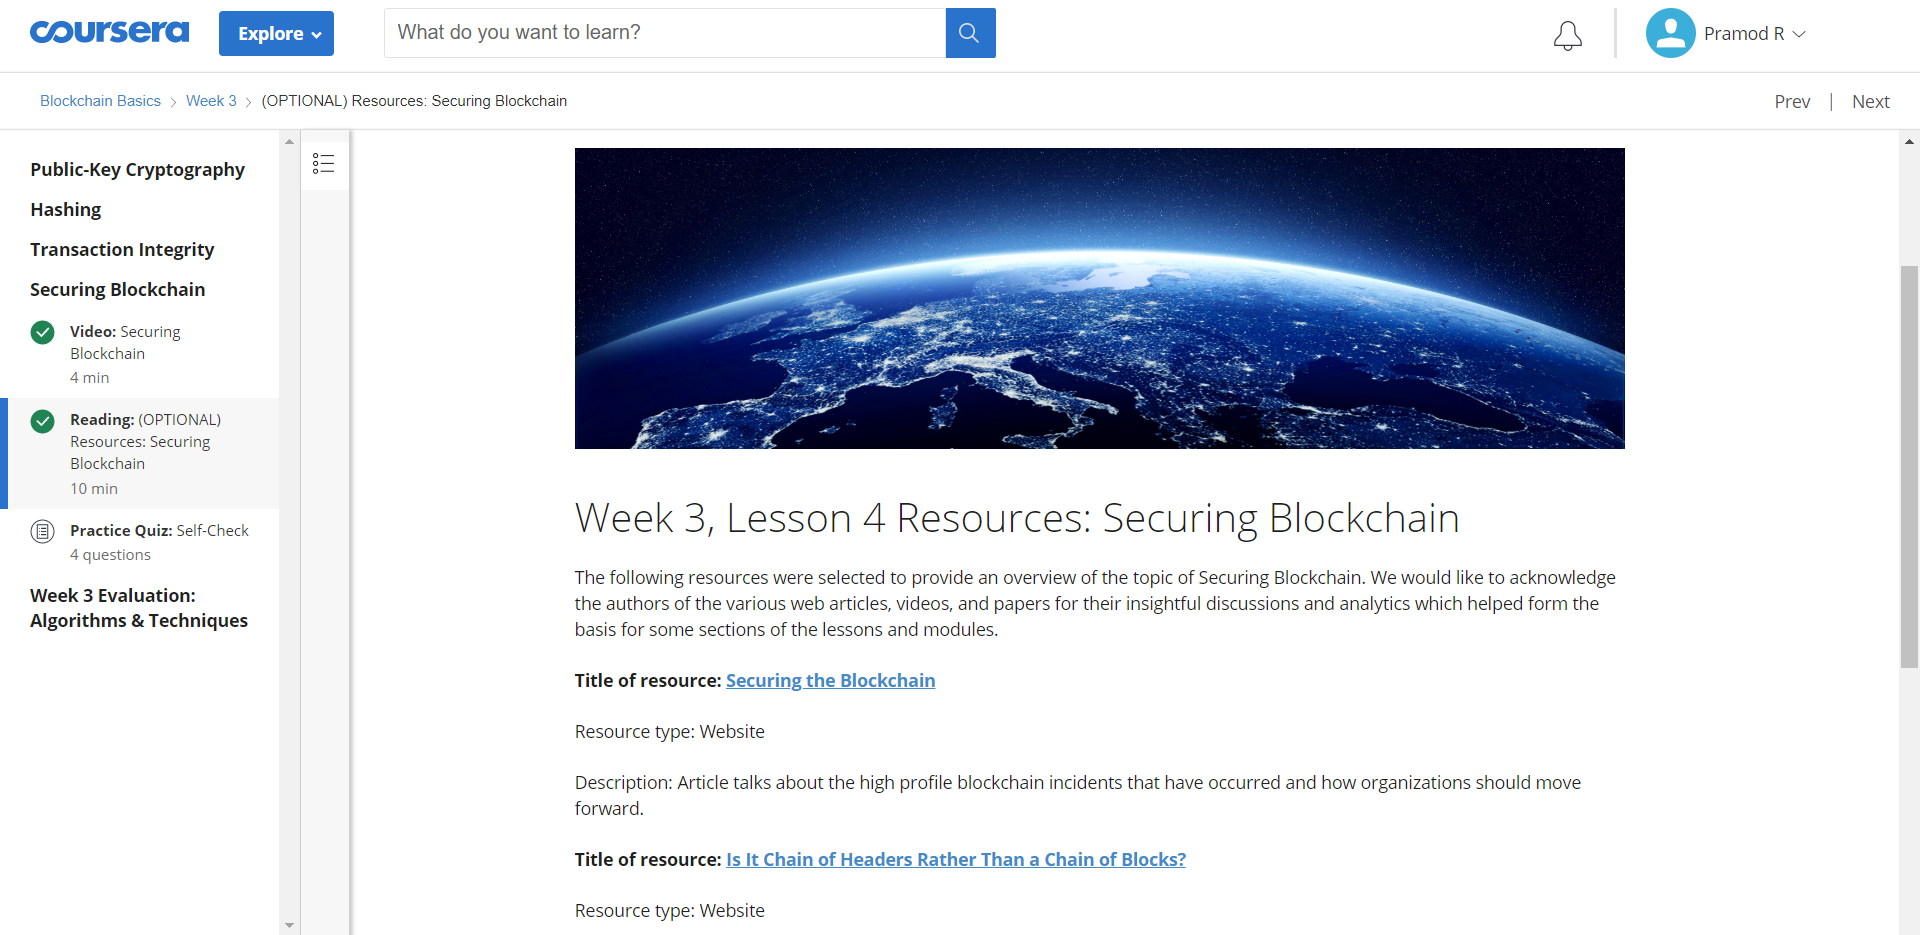 coursera
Explore
What do you want to learn?
Pramod R
Blockchain Basics
Week 3
(OPTIONAL) Resources: Securing Blockchain
Prev | Next
Public-Key Cryptography
Hashing
Transaction Integrity
Securing Blockchain
Video: Securing
Blockchain
4 min
Reading: (OPTIONAL)
Resources: Securing
Blockchain
10 min
Practice Quiz: Self-Check
4 questions
Week 3 Evaluation:
Algorithms & Techniques
Week 3, Lesson 4 Resources: Securing Blockchain
The following resources were selected to provide an overview of the topic of Securing Blockchain. We would like to acknowledge
the authors of the various web articles, videos, and papers for their insightful discussions and analytics which helped form the
basis for some sections of the lessons and modules.
Title of resource: Securing the Blockchain
Resource type: Website
Description: Article talks about the high profile blockchain incidents that have occurred and how organizations should move
forward.
Title of resource: Is It Chain of Headers Rather Than a Chain of Blocks?
Resource type: Website